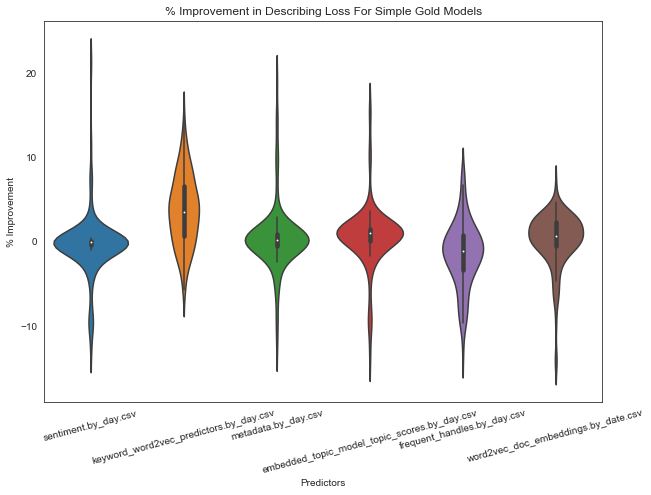 % Improvement in Describing Loss For Simple Gold Models
% Improvement
20
10
0
−10
sentiment.by_day.csv
keyword_word2vec_predictors.by_day.csv
metadata.by_day.csv
embedded_topic_model_topic_scores.by_day.csv
frequent_handles.by_day.csv
word2vec_doc_embeddings.by_date.csv
Predictors